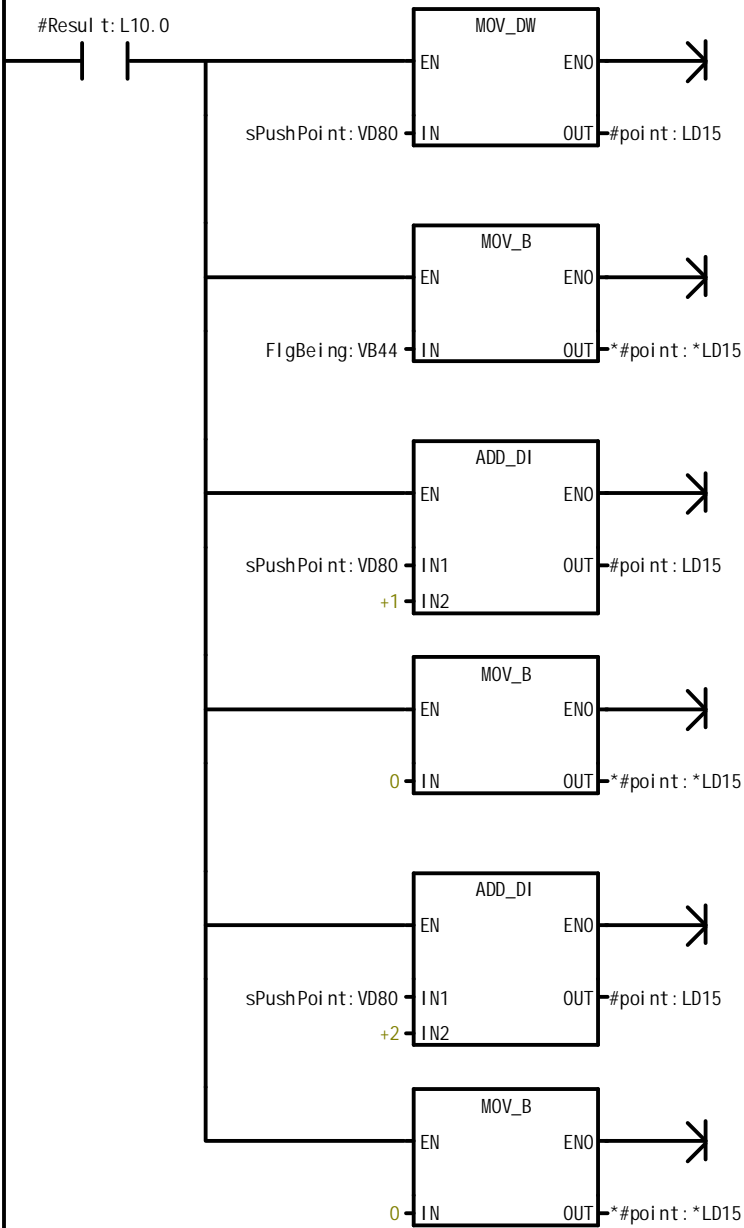 #Result:L10.0
MOV_DW
EN ENO
sPushPoint:VD80 IN OUT #point:LD15
MOV_B
EN ENO
FlgBeing:VB44 IN OUT *#point:*LD15
ADD_DI
EN ENO
sPushPoint:VD80 IN1 OUT #point:LD15
+1 IN2
MOV_B
EN ENO
0 IN OUT *#point:*LD15
ADD_DI
EN ENO
sPushPoint:VD80 IN1 OUT #point:LD15
+2 IN2
MOV_B
EN ENO
0 IN OUT *#point:*LD15